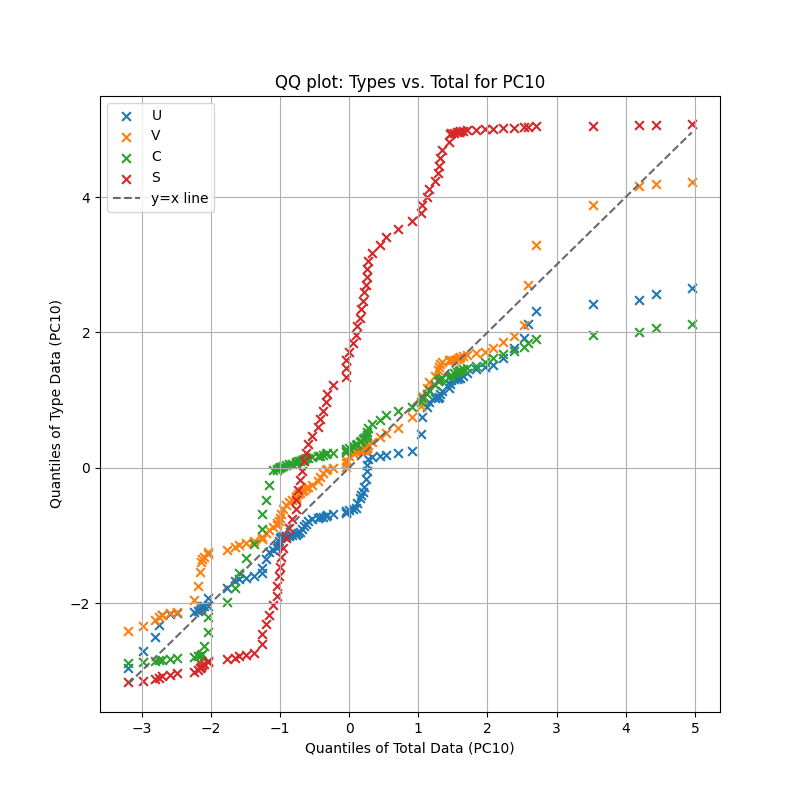 QQ plot: Types vs. Total for PC10
U
V
C
S
y=x line
4
2
0
−2
−3
−2
−1
0
1
2
3
4
5
Quantiles of Type Data (PC10)
Quantiles of Total Data (PC10)